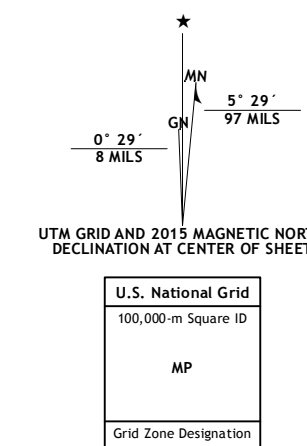 ★
MN
GN
5° 29´
97 MILS
0° 29´
8 MILS
UTM GRID AND 2015 MAGNETIC NORT
DECLINATION AT CENTER OF SHEET
U.S. National Grid
100,000-m Square ID
MP
Grid Zone Designation